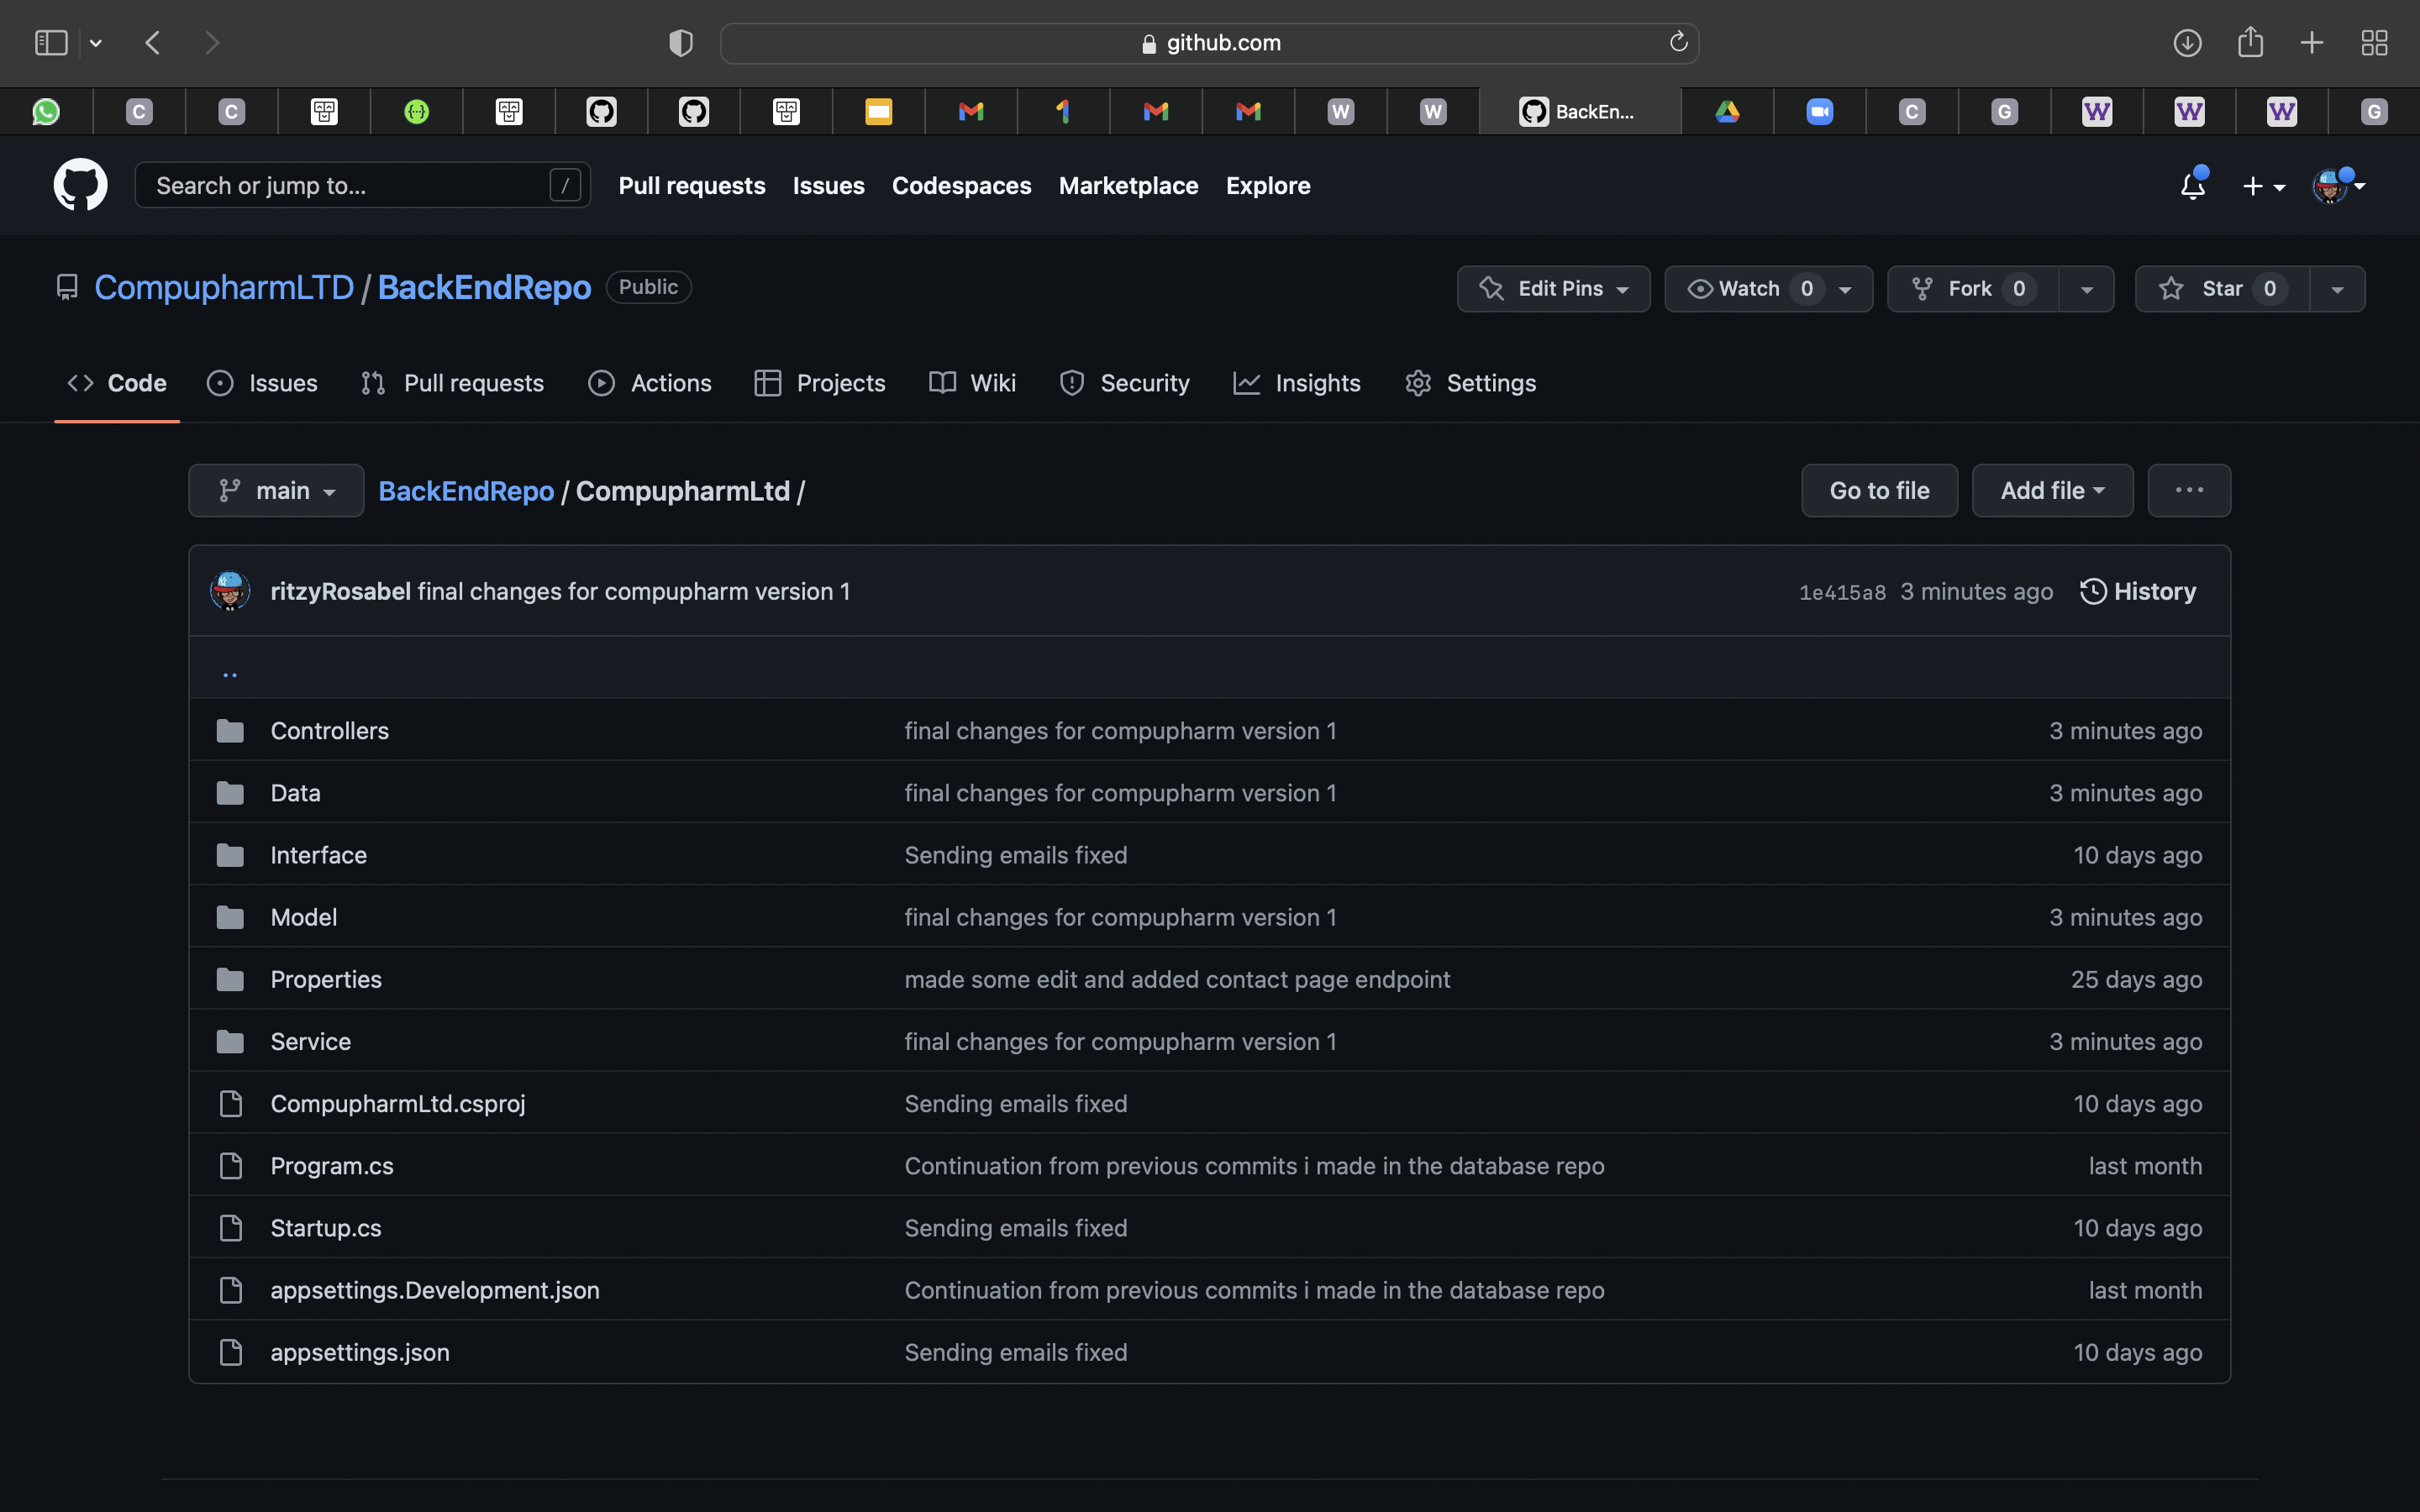 github.com
C C 1 W W BackEn... C G W W W G
Search or jump to... / Pull requests Issues Codespaces Marketplace Explore
CompupharmLTD / BackEndRepo Public Edit Pins Watch 0 Fork 0 Star 0
Code Issues Pull requests Actions Projects Wiki Security Insights Settings
main BackEndRepo / CompupharmLtd / Go to file Add file ...
ritzyRosabel final changes for compupharm version 1 1e415a8 3 minutes ago History
..
Controllers final changes for compupharm version 1 3 minutes ago
Data final changes for compupharm version 1 3 minutes ago
Interface Sending emails fixed 10 days ago
Model final changes for compupharm version 1 3 minutes ago
Properties made some edit and added contact page endpoint 25 days ago
Service final changes for compupharm version 1 3 minutes ago
CompupharmLtd.csproj Sending emails fixed 10 days ago
Program.cs Continuation from previous commits i made in the database repo last month
Startup.cs Sending emails fixed 10 days ago
appsettings.Development.json Continuation from previous commits i made in the database repo last month
appsettings.json Sending emails fixed 10 days ago